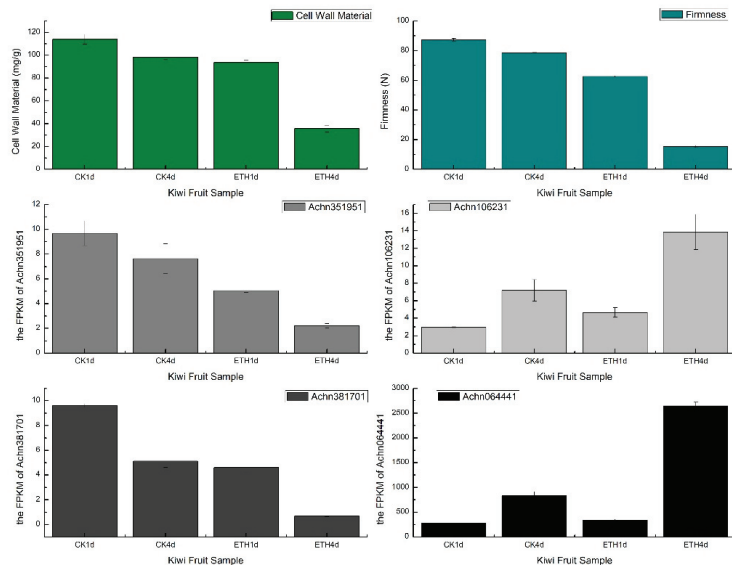 Cell Wall Material
Cell Wall Material (mg/g)
120
100
80
60
40
20
0
CK1d CK4d ETH1d ETH4d
Kiwi Fruit Sample
Firmness
Firmness (N)
100
80
60
40
20
0
CK1d CK4d ETH1d ETH4d
Kiwi Fruit Sample
Achn351951
the FPKM of Achn351951
12
10
8
6
4
2
0
CK1d CK4d ETH1d ETH4d
Kiwi Fruit Sample
Achn106231
the FPKM of Achn106231
16
14
12
10
8
6
4
2
0
CK1d CK4d ETH1d ETH4d
Kiwi Fruit Sample
Achn381701
the FPKM of Achn381701
10
8
6
4
2
0
CK1d CK4d ETH1d ETH4d
Kiwi Fruit Sample
Achn064441
the FPKM of Achn064441
3000
2500
2000
1500
1000
500
0
CK1d CK4d ETH1d ETH4d
Kiwi Fruit Sample